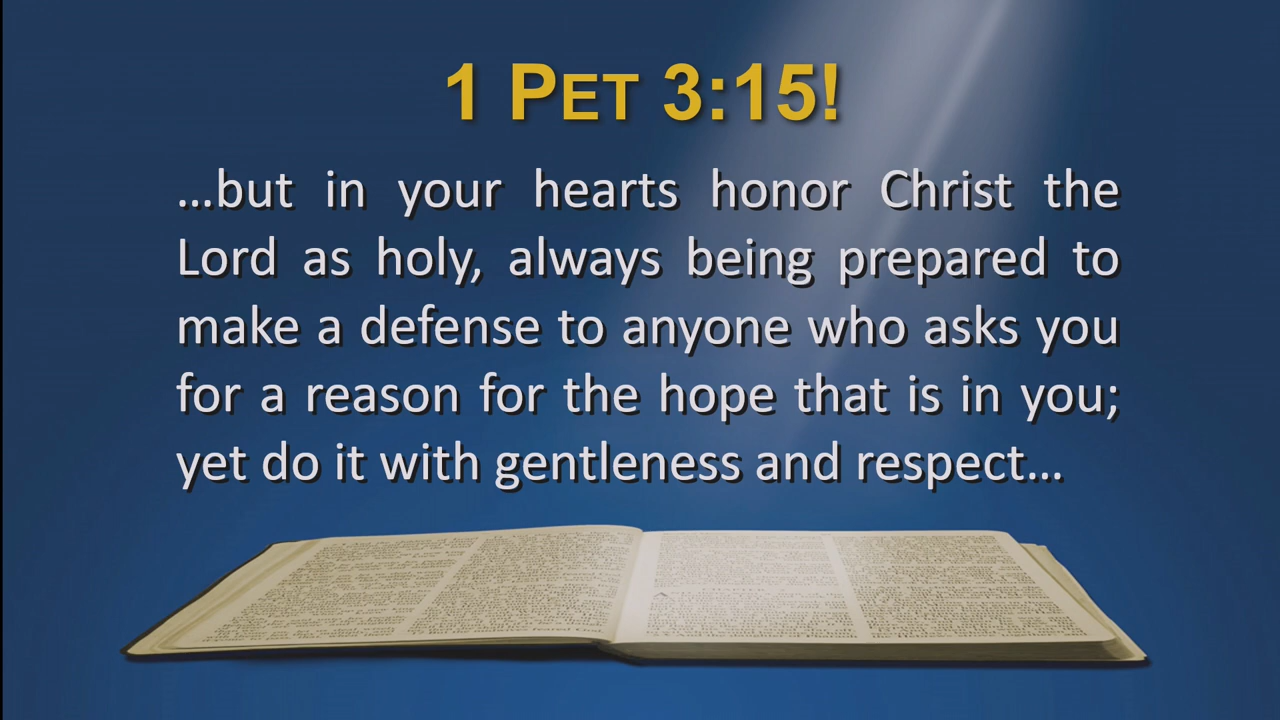 1 PET 3:15!
…but in your hearts honor Christ the
Lord as holy, always being prepared to
make a defense to anyone who asks you
for a reason for the hope that is in you;
yet do it with gentleness and respect…